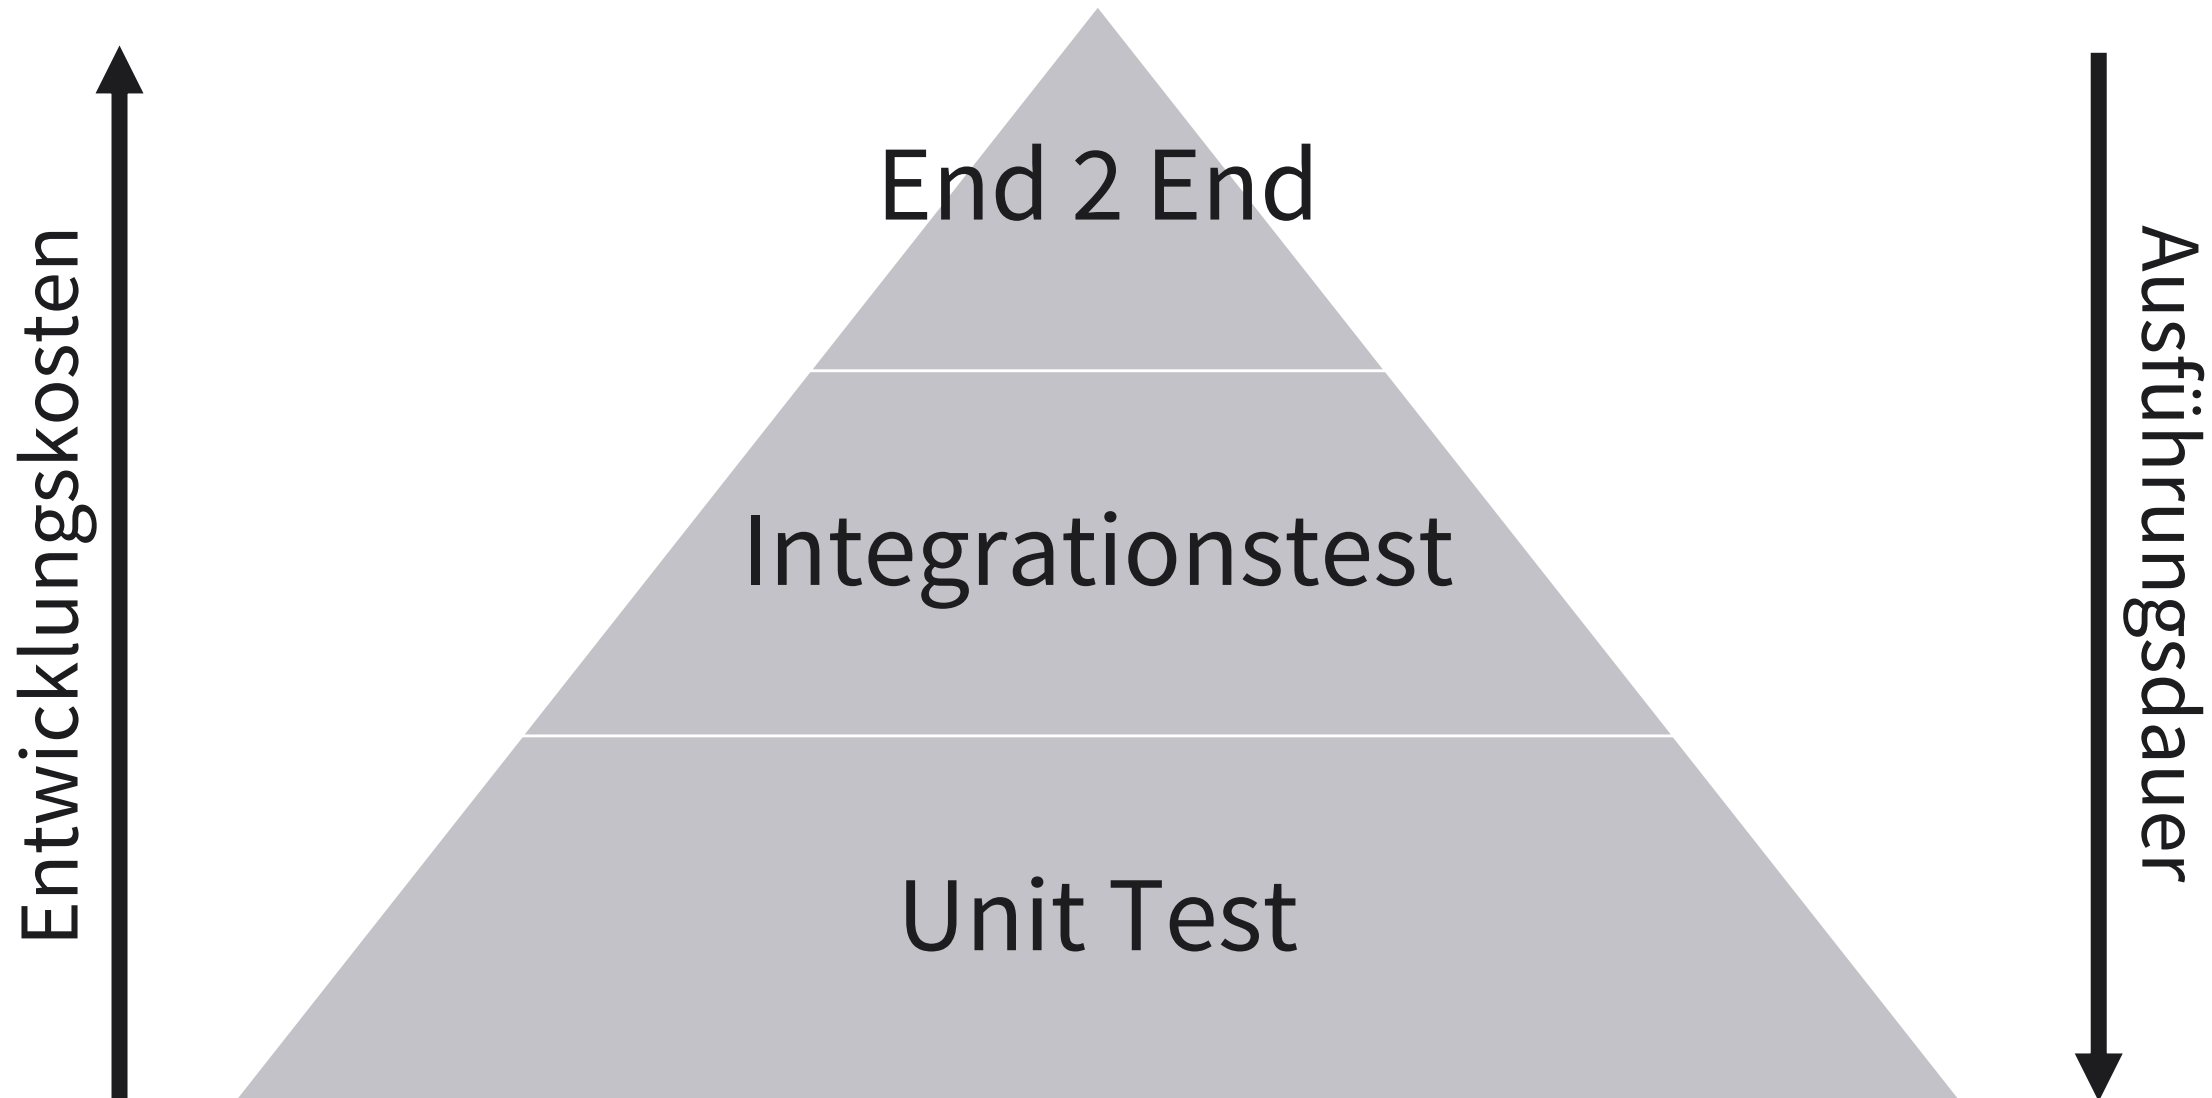 Entwicklungskosten
End 2 End
Integrationstest
Unit Test
Ausführungsdauer